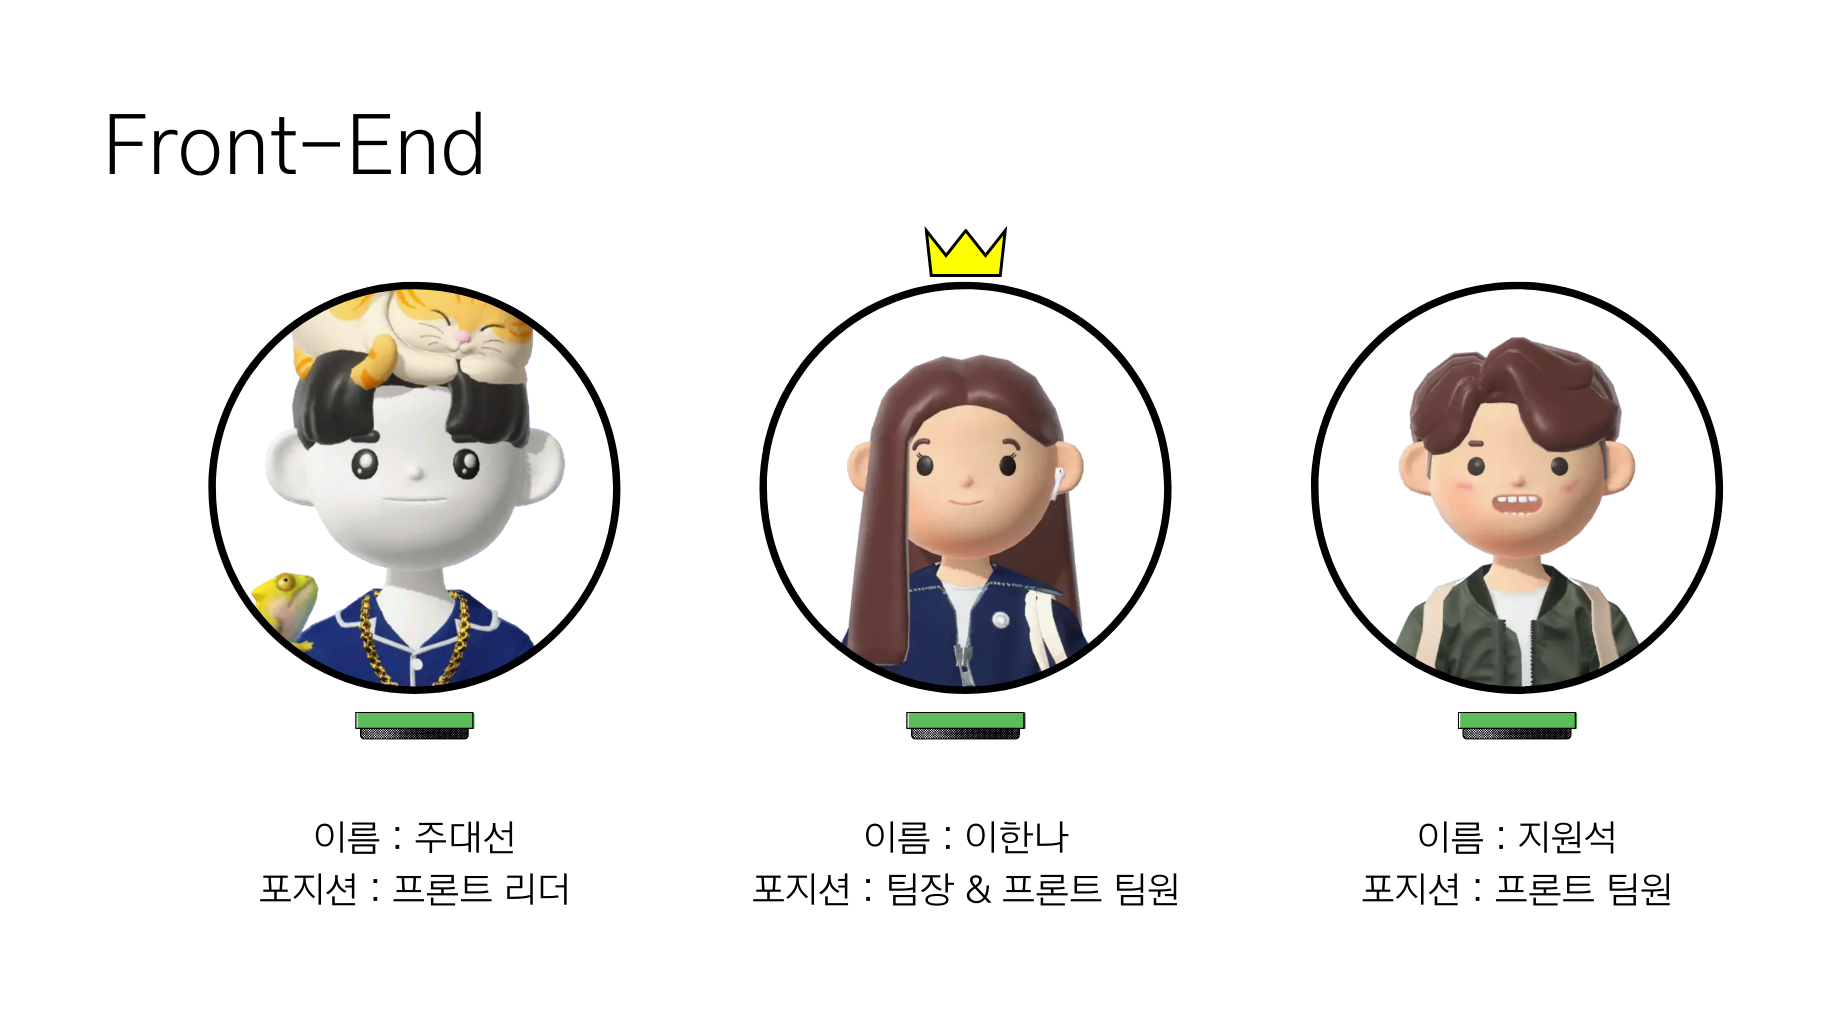 Front-End
이름 : 주대선
포지션 : 프론트 리더
이름 : 이한나
포지션 : 팀장 & 프론트 팀원
이름 : 지원석
포지션 : 프론트 팀원